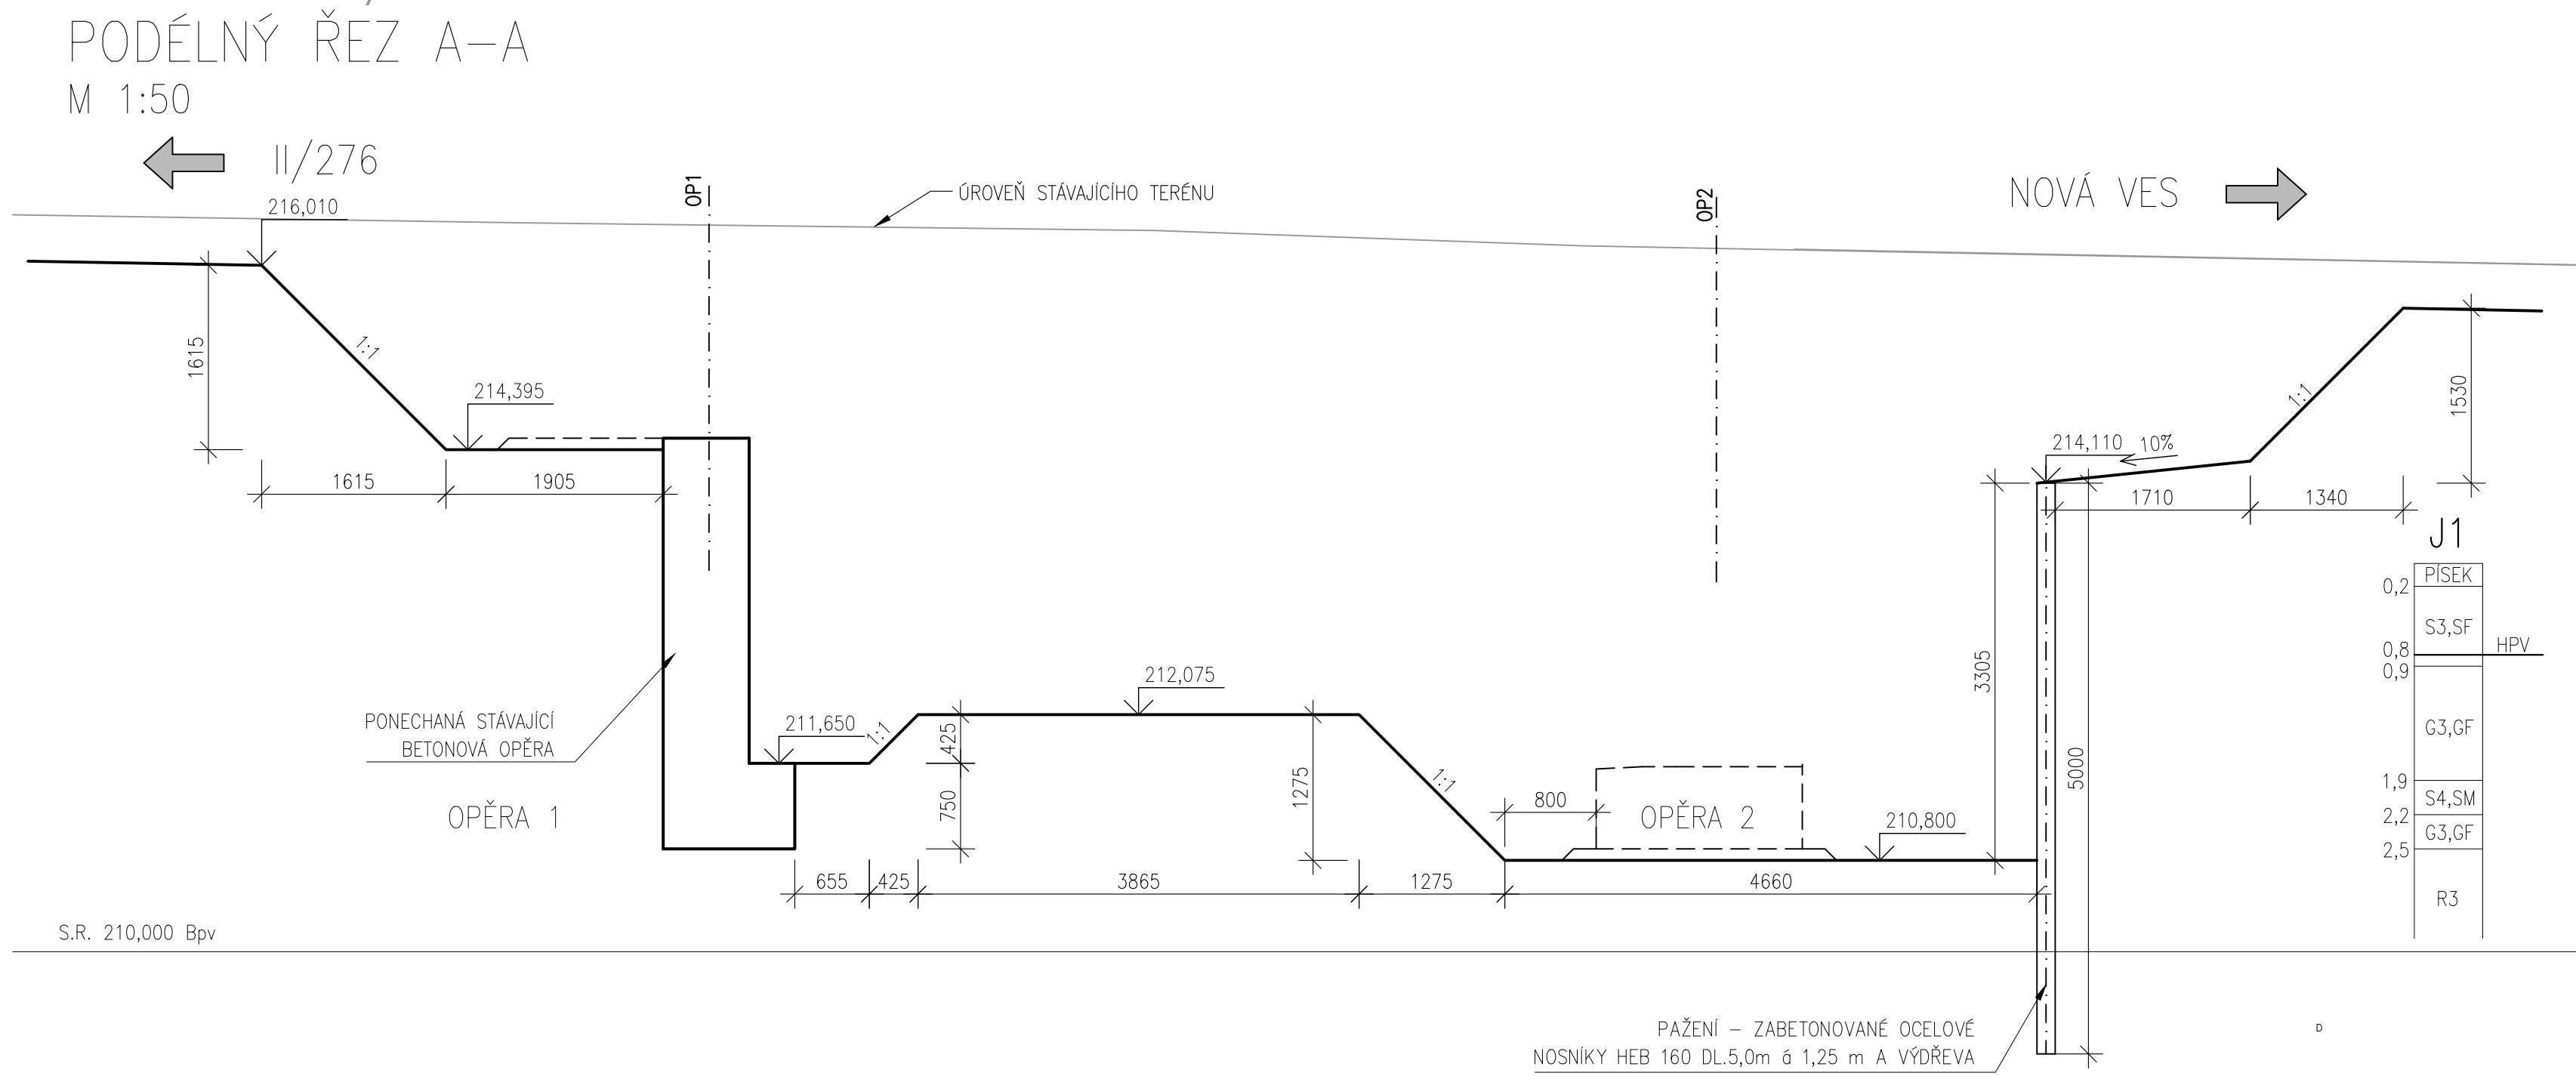 PODÉLNÝ ŘEZ A–A
M 1:50
II/276
NOVÁ VES
OP1
OP2
ÚROVEŇ STÁVAJÍCÍHO TERÉNU
216,010
1615
1:1
214,395
1615
1905
214,110
10%
1:1
1530
1710
1340
J1
PÍSEK
0,2
S3,SF
0,8
HPV
0,9
G3,GF
1,9
S4,SM
2,2
G3,GF
2,5
R3
3305
5000
PONECHANÁ STÁVAJÍCÍ
BETONOVÁ OPĚRA
OPĚRA 1
211,650
1:1
425
750
212,075
1275
1:1
800
OPĚRA 2
210,800
655
425
3865
1275
4660
S.R. 210,000 Bpv
PAŽENÍ – ZABETONOVANÉ OCELOVÉ
NOSNÍKY HEB 160 DL.5,0m á 1,25 m A VÝDŘEVA
D